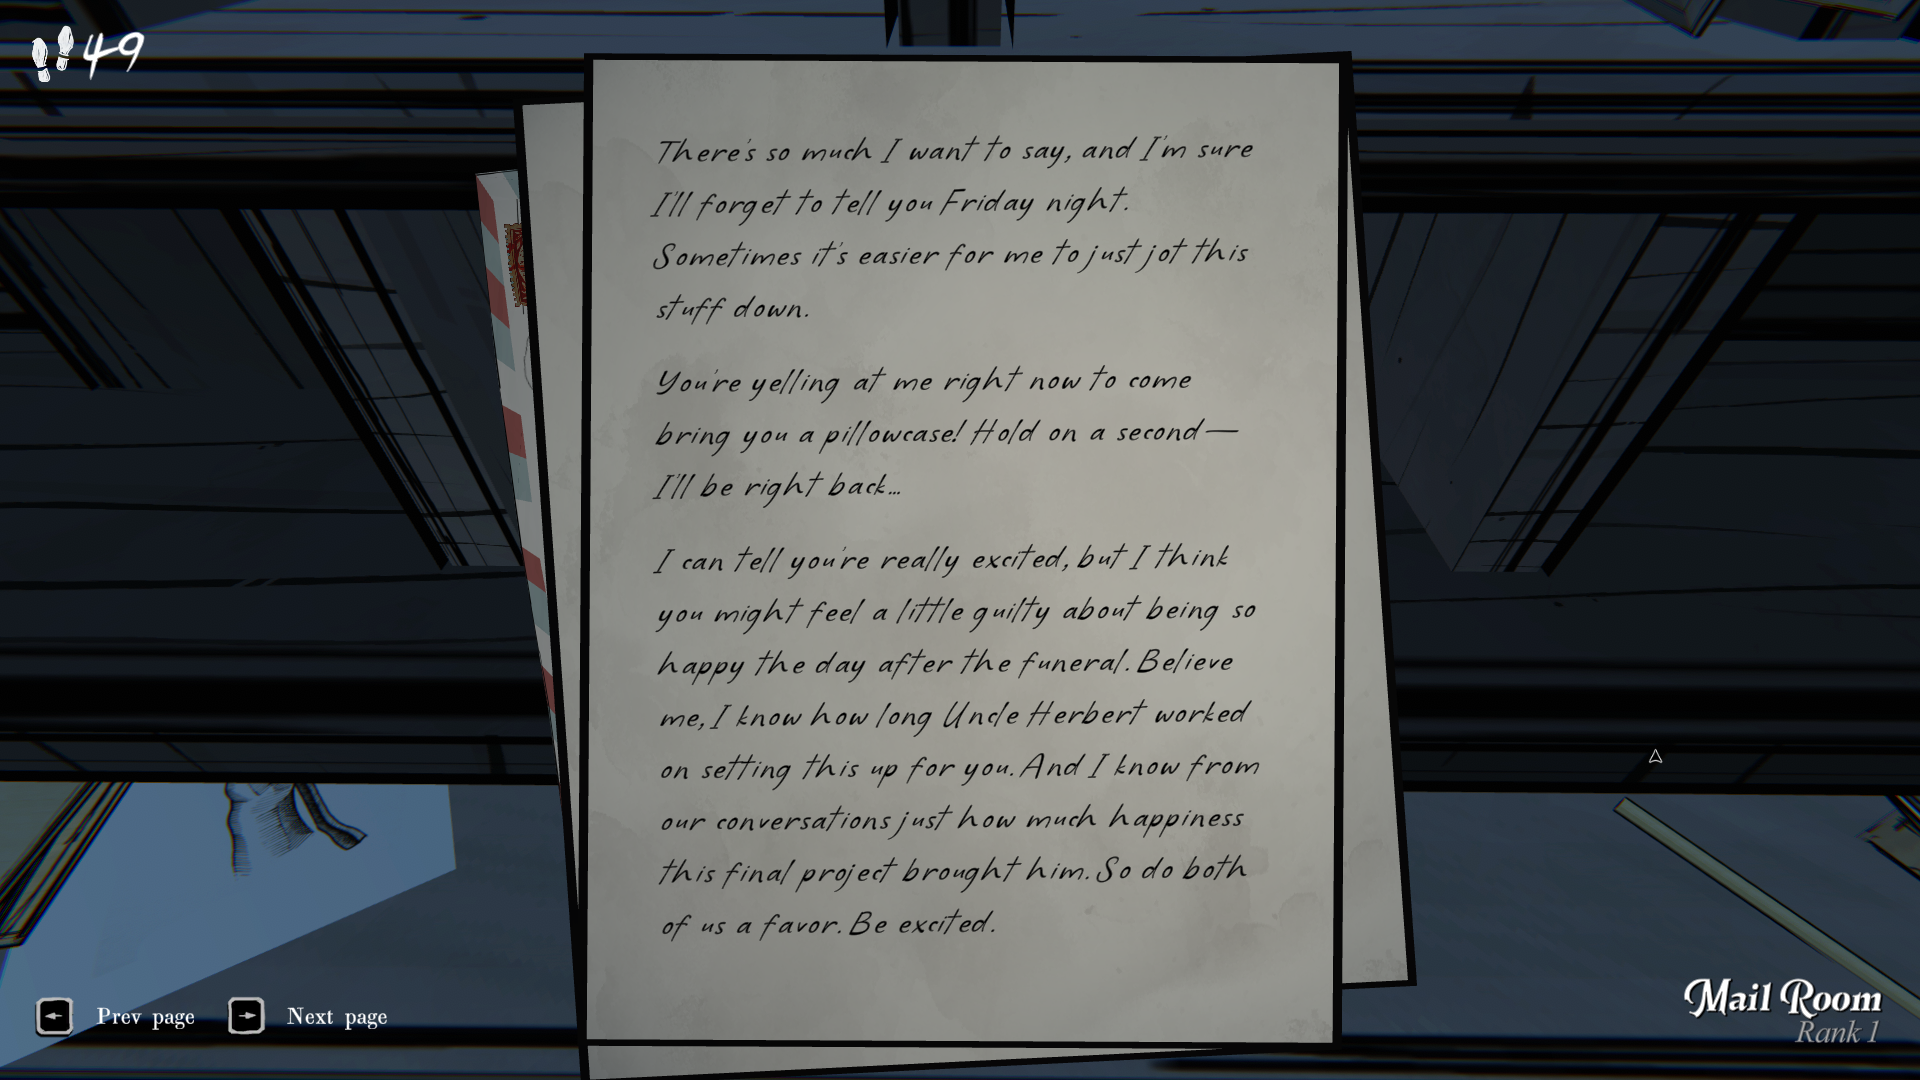 49
There's so much I want to say, and I'm sure
I'll forget to tell you Friday night.
Sometimes it's easier for me to just jot this
stuff down.
You're yelling at me right now to come
bring you a pillowcase! Hold on a second—
I'll be right back...
I can tell you're really excited, but I think
you might feel a little guilty about being so
happy the day after the funeral. Believe
me, I know how long Uncle Herbert worked
on setting this up for you. And I know from
our conversations just how much happiness
this final project brought him. So do both
of us a favor. Be excited.
Prev page
Next page
Mail Room
Rank 1